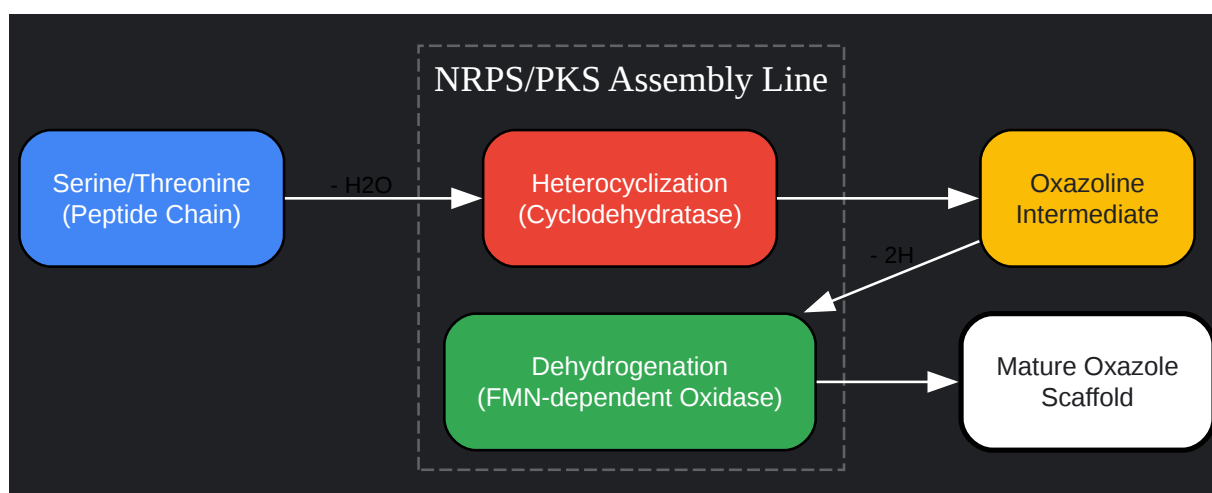 NRPS/PKS Assembly Line
Serine/Threonine
(Peptide Chain)
- H2O
Heterocyclization
(Cyclodehydratase)
Oxazoline
Intermediate
- 2H
Dehydrogenation
(FMN-dependent Oxidase)
Mature Oxazole
Scaffold